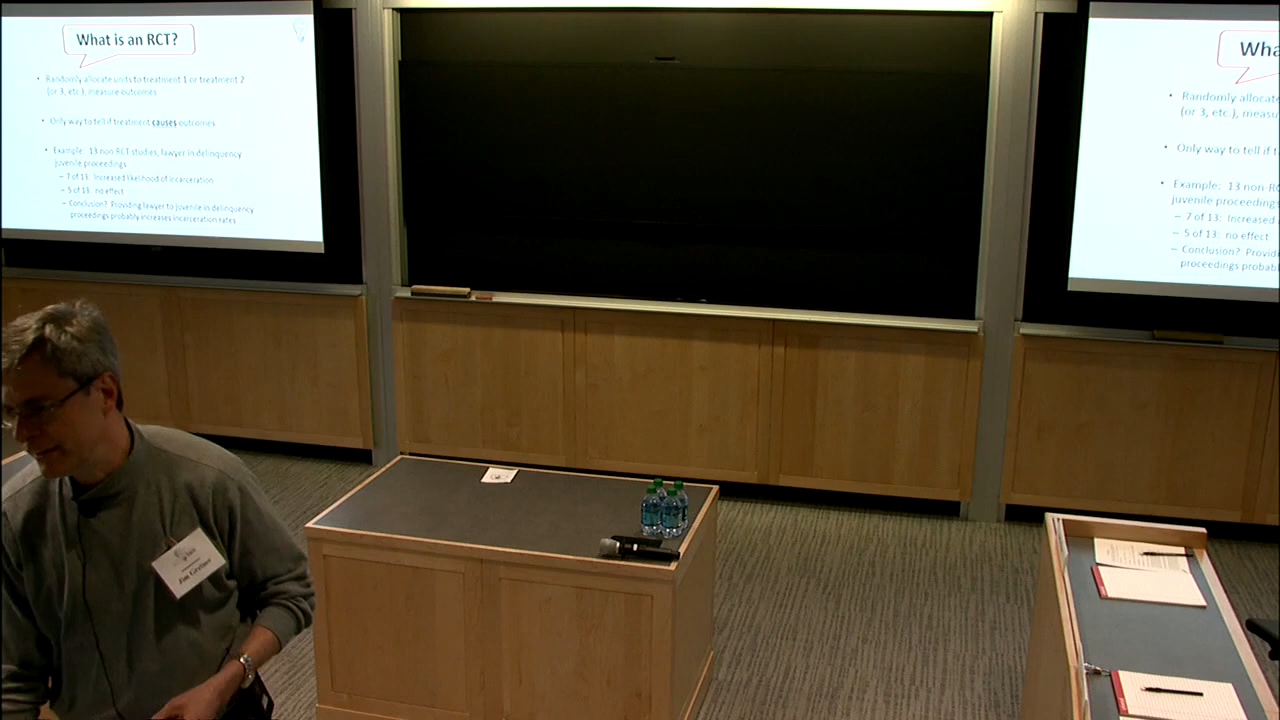 What is an RCT?
• Randomly allocate units to treatment 1 or treatment 2
(or 3, etc.), measure outcomes
• Only way to tell if treatment causes outcomes
• Example: 13 non RCT studies, lawyer in delinquency
juvenile proceedings
– 7 of 13: Increased likelihood of incarceration
– 5 of 13: no effect
– Conclusion? Providing lawyer to juvenile in delinquency
proceedings probably increases incarceration rates
Wha
• Randomly allocate
(or 3, etc.), measu
• Only way to tell if t
• Example: 13 non-RC
juvenile proceedings
– 7 of 13: Increased
– 5 of 13: no effect
– Conclusion? Provid
proceedings probabl
Jim Greiner